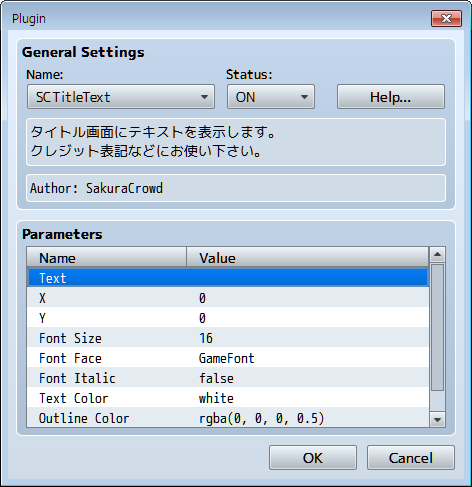 Plugin
General Settings
Name: Status:
SCTitleText ON Help...
タイトル画面にテキストを表示します。
クレジット表記などにお使い下さい。
Author: SakuraCrowd
Parameters
Name Value
Text
X 0
Y 0
Font Size 16
Font Face GameFont
Font Italic false
Text Color white
Outline Color rgba(0, 0, 0, 0.5)
OK Cancel